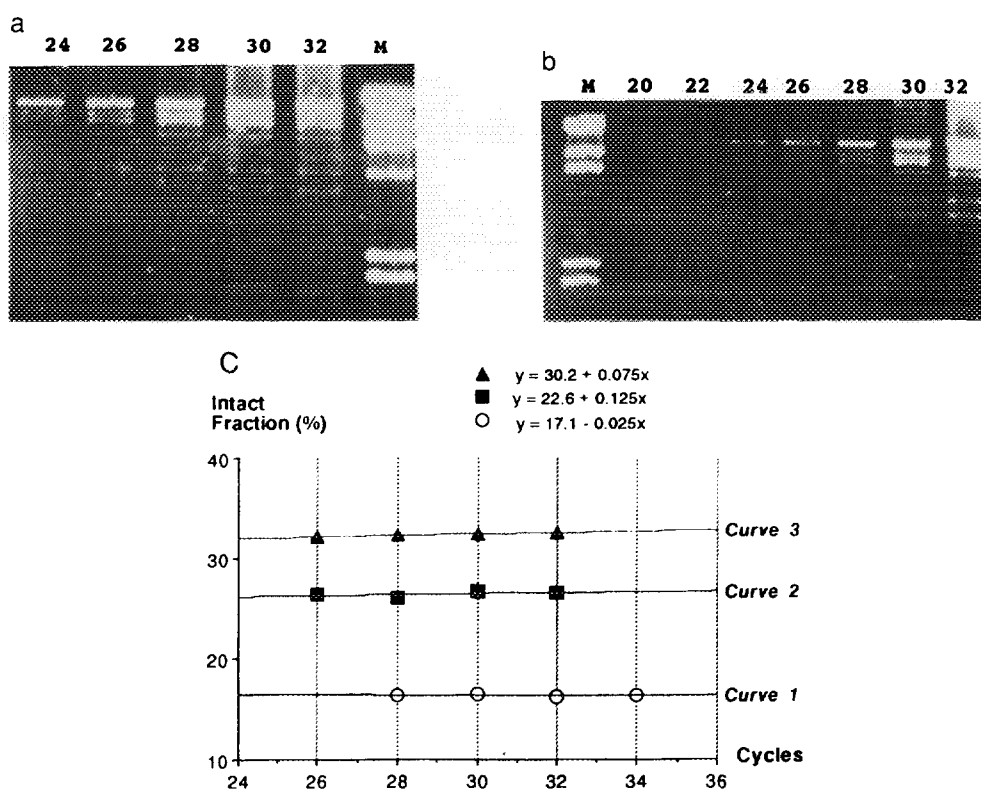 a
24 26 28 30 32 M
b
M 20 22 24 26 28 30 32
C
y = 30.2 + 0.075x
y = 22.6 + 0.125x
y = 17.1 - 0.025x
Intact
Fraction (%)
40
30
20
10
Curve 3
Curve 2
Curve 1
Cycles
24 26 28 30 32 34 36